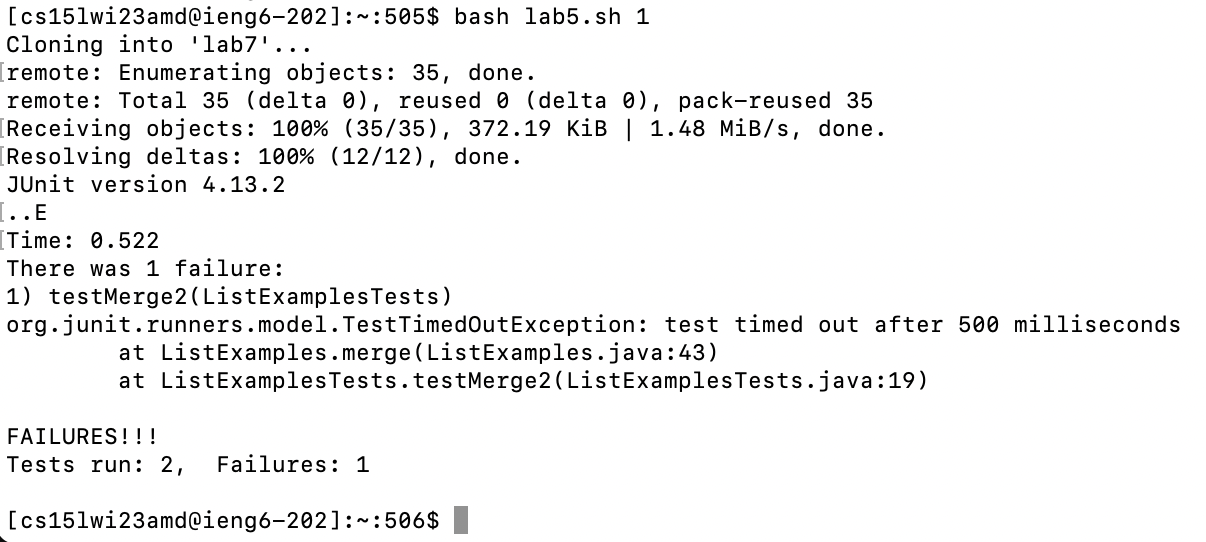 [cs15lwi23amd@ieng6-202]:~:505$ bash lab5.sh 1
Cloning into 'lab7'...
remote: Enumerating objects: 35, done.
remote: Total 35 (delta 0), reused 0 (delta 0), pack-reused 35
Receiving objects: 100% (35/35), 372.19 KiB | 1.48 MiB/s, done.
Resolving deltas: 100% (12/12), done.
JUnit version 4.13.2
..E
Time: 0.522
There was 1 failure:
1) testMerge2(ListExamplesTests)
org.junit.runners.model.TestTimedOutException: test timed out after 500 milliseconds
        at ListExamples.merge(ListExamples.java:43)
        at ListExamplesTests.testMerge2(ListExamplesTests.java:19)

FAILURES!!!
Tests run: 2,  Failures: 1

[cs15lwi23amd@ieng6-202]:~:506$